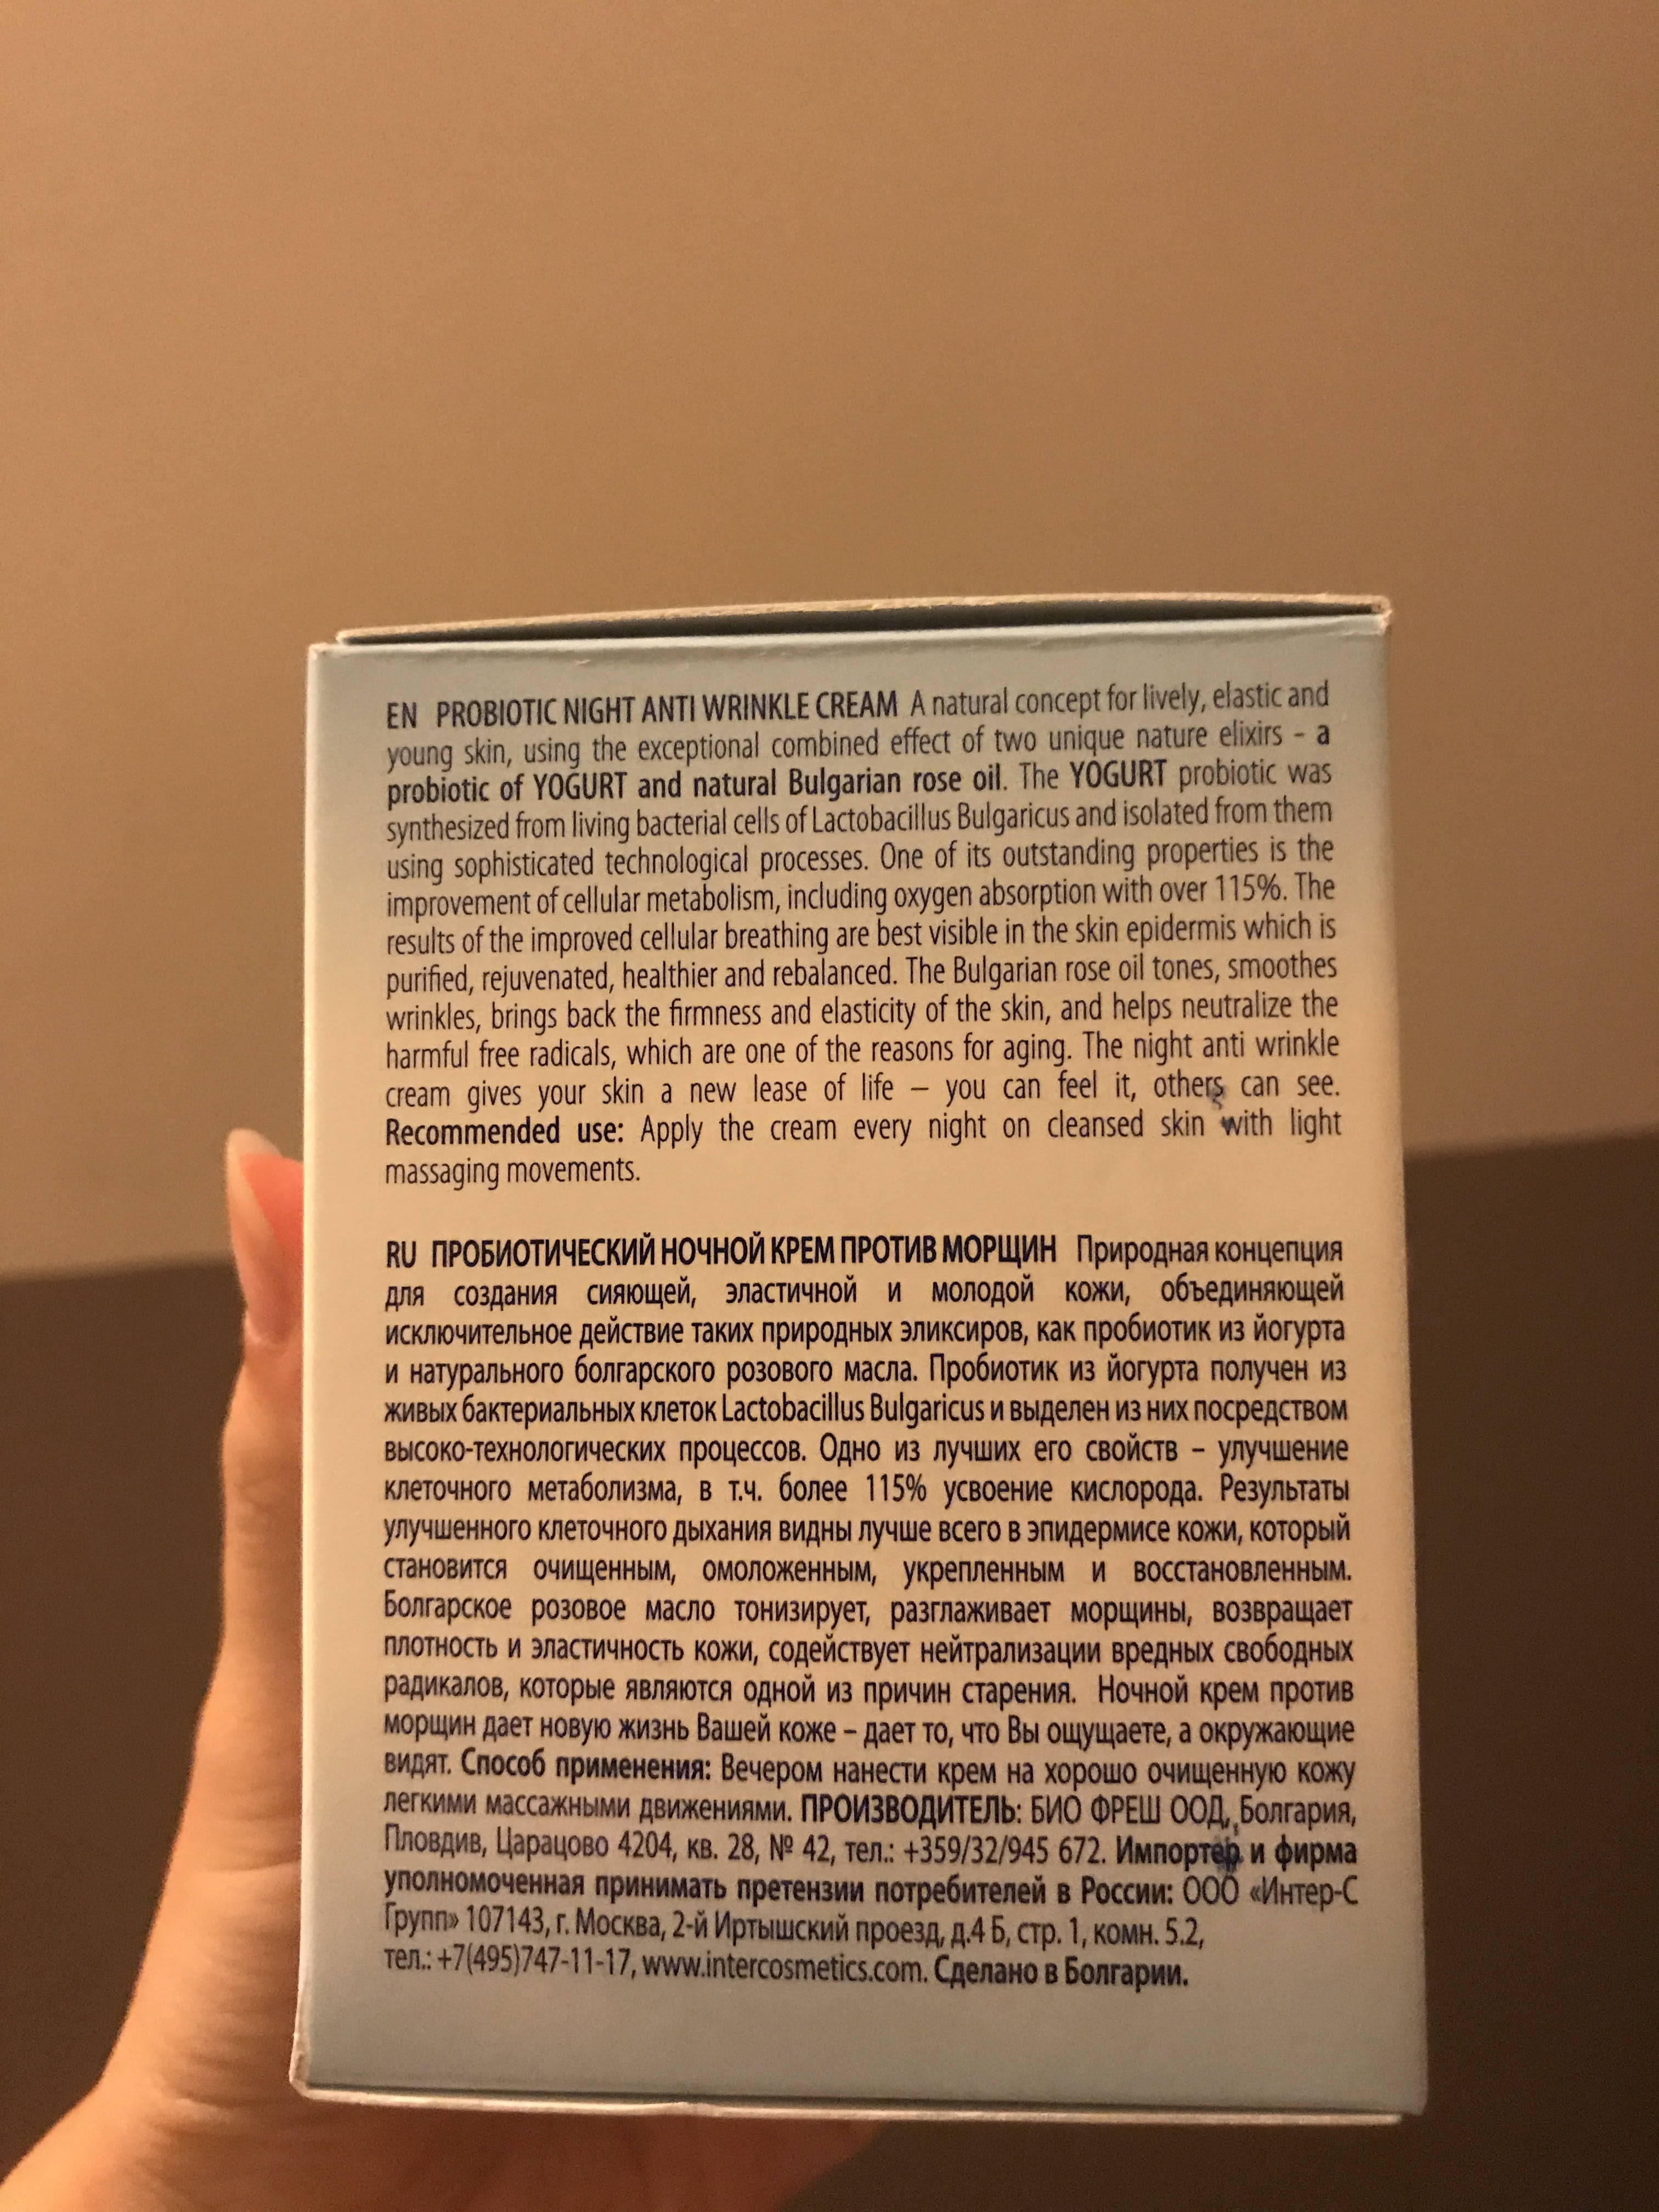 EN PROBIOTIC NIGHT ANTI WRINKLE CREAM A natural concept for lively, elastic and
young skin, using the exceptional combined effect of two unique nature elixirs – a
probiotic of YOGURT and natural Bulgarian rose oil. The YOGURT probiotic was
synthesized from living bacterial cells of Lactobacillus Bulgaricus and isolated from them
using sophisticated technological processes. One of its outstanding properties is the
improvement of cellular metabolism, including oxygen absorption with over 115%. The
results of the improved cellular breathing are best visible in the skin epidermis which is
purified, rejuvenated, healthier and rebalanced. The Bulgarian rose oil tones, smoothes
wrinkles, brings back the firmness and elasticity of the skin, and helps neutralize the
harmful free radicals, which are one of the reasons for aging. The night anti wrinkle
cream gives your skin a new lease of life – you can feel it, others can see.
Recommended use: Apply the cream every night on cleansed skin with light
massaging movements.
RU ПРОБИОТИЧЕСКИЙ НОЧНОЙ КРЕМ ПРОТИВ МОРЩИН Природная концепция
для создания сияющей, эластичной и молодой кожи, объединяющей
исключительное действие таких природных эликсиров, как пробиотик из йогурта
и натурального болгарского розового масла. Пробиотик из йогурта получен из
живых бактериальных клеток Lactobacillus Bulgaricus и выделен из них посредством
высоко-технологических процессов. Одно из лучших его свойств – улучшение
клеточного метаболизма, в т.ч. более 115% усвоение кислорода. Результаты
улучшенного клеточного дыхания видны лучше всего в эпидермисе кожи, который
становится очищенным, омоложенным, укрепленным и восстановленным.
Болгарское розовое масло тонизирует, разглаживает морщины, возвращает
плотность и эластичность кожи, содействует нейтрализации вредных свободных
радикалов, которые являются одной из причин старения. Ночной крем против
морщин дает новую жизнь Вашей коже – дает то, что Вы ощущаете, а окружающие
видят. Способ применения: Вечером нанести крем на хорошо очищенную кожу
легкими массажными движениями. ПРОИЗВОДИТЕЛЬ: БИО ФРЕШ ООД, Болгария,
Пловдив, Царацово 4204, кв. 28, № 42, тел.: +359/32/945 672. Импортер и фирма
уполномоченная принимать претензии потребителей в России: ООО «Интер-С
Групп» 107143, г. Москва, 2-й Иртышский проезд, д.4 Б, стр. 1, комн. 5.2,
тел.: +7(495)747-11-17, www.intercosmetics.com. Сделано в Болгарии.